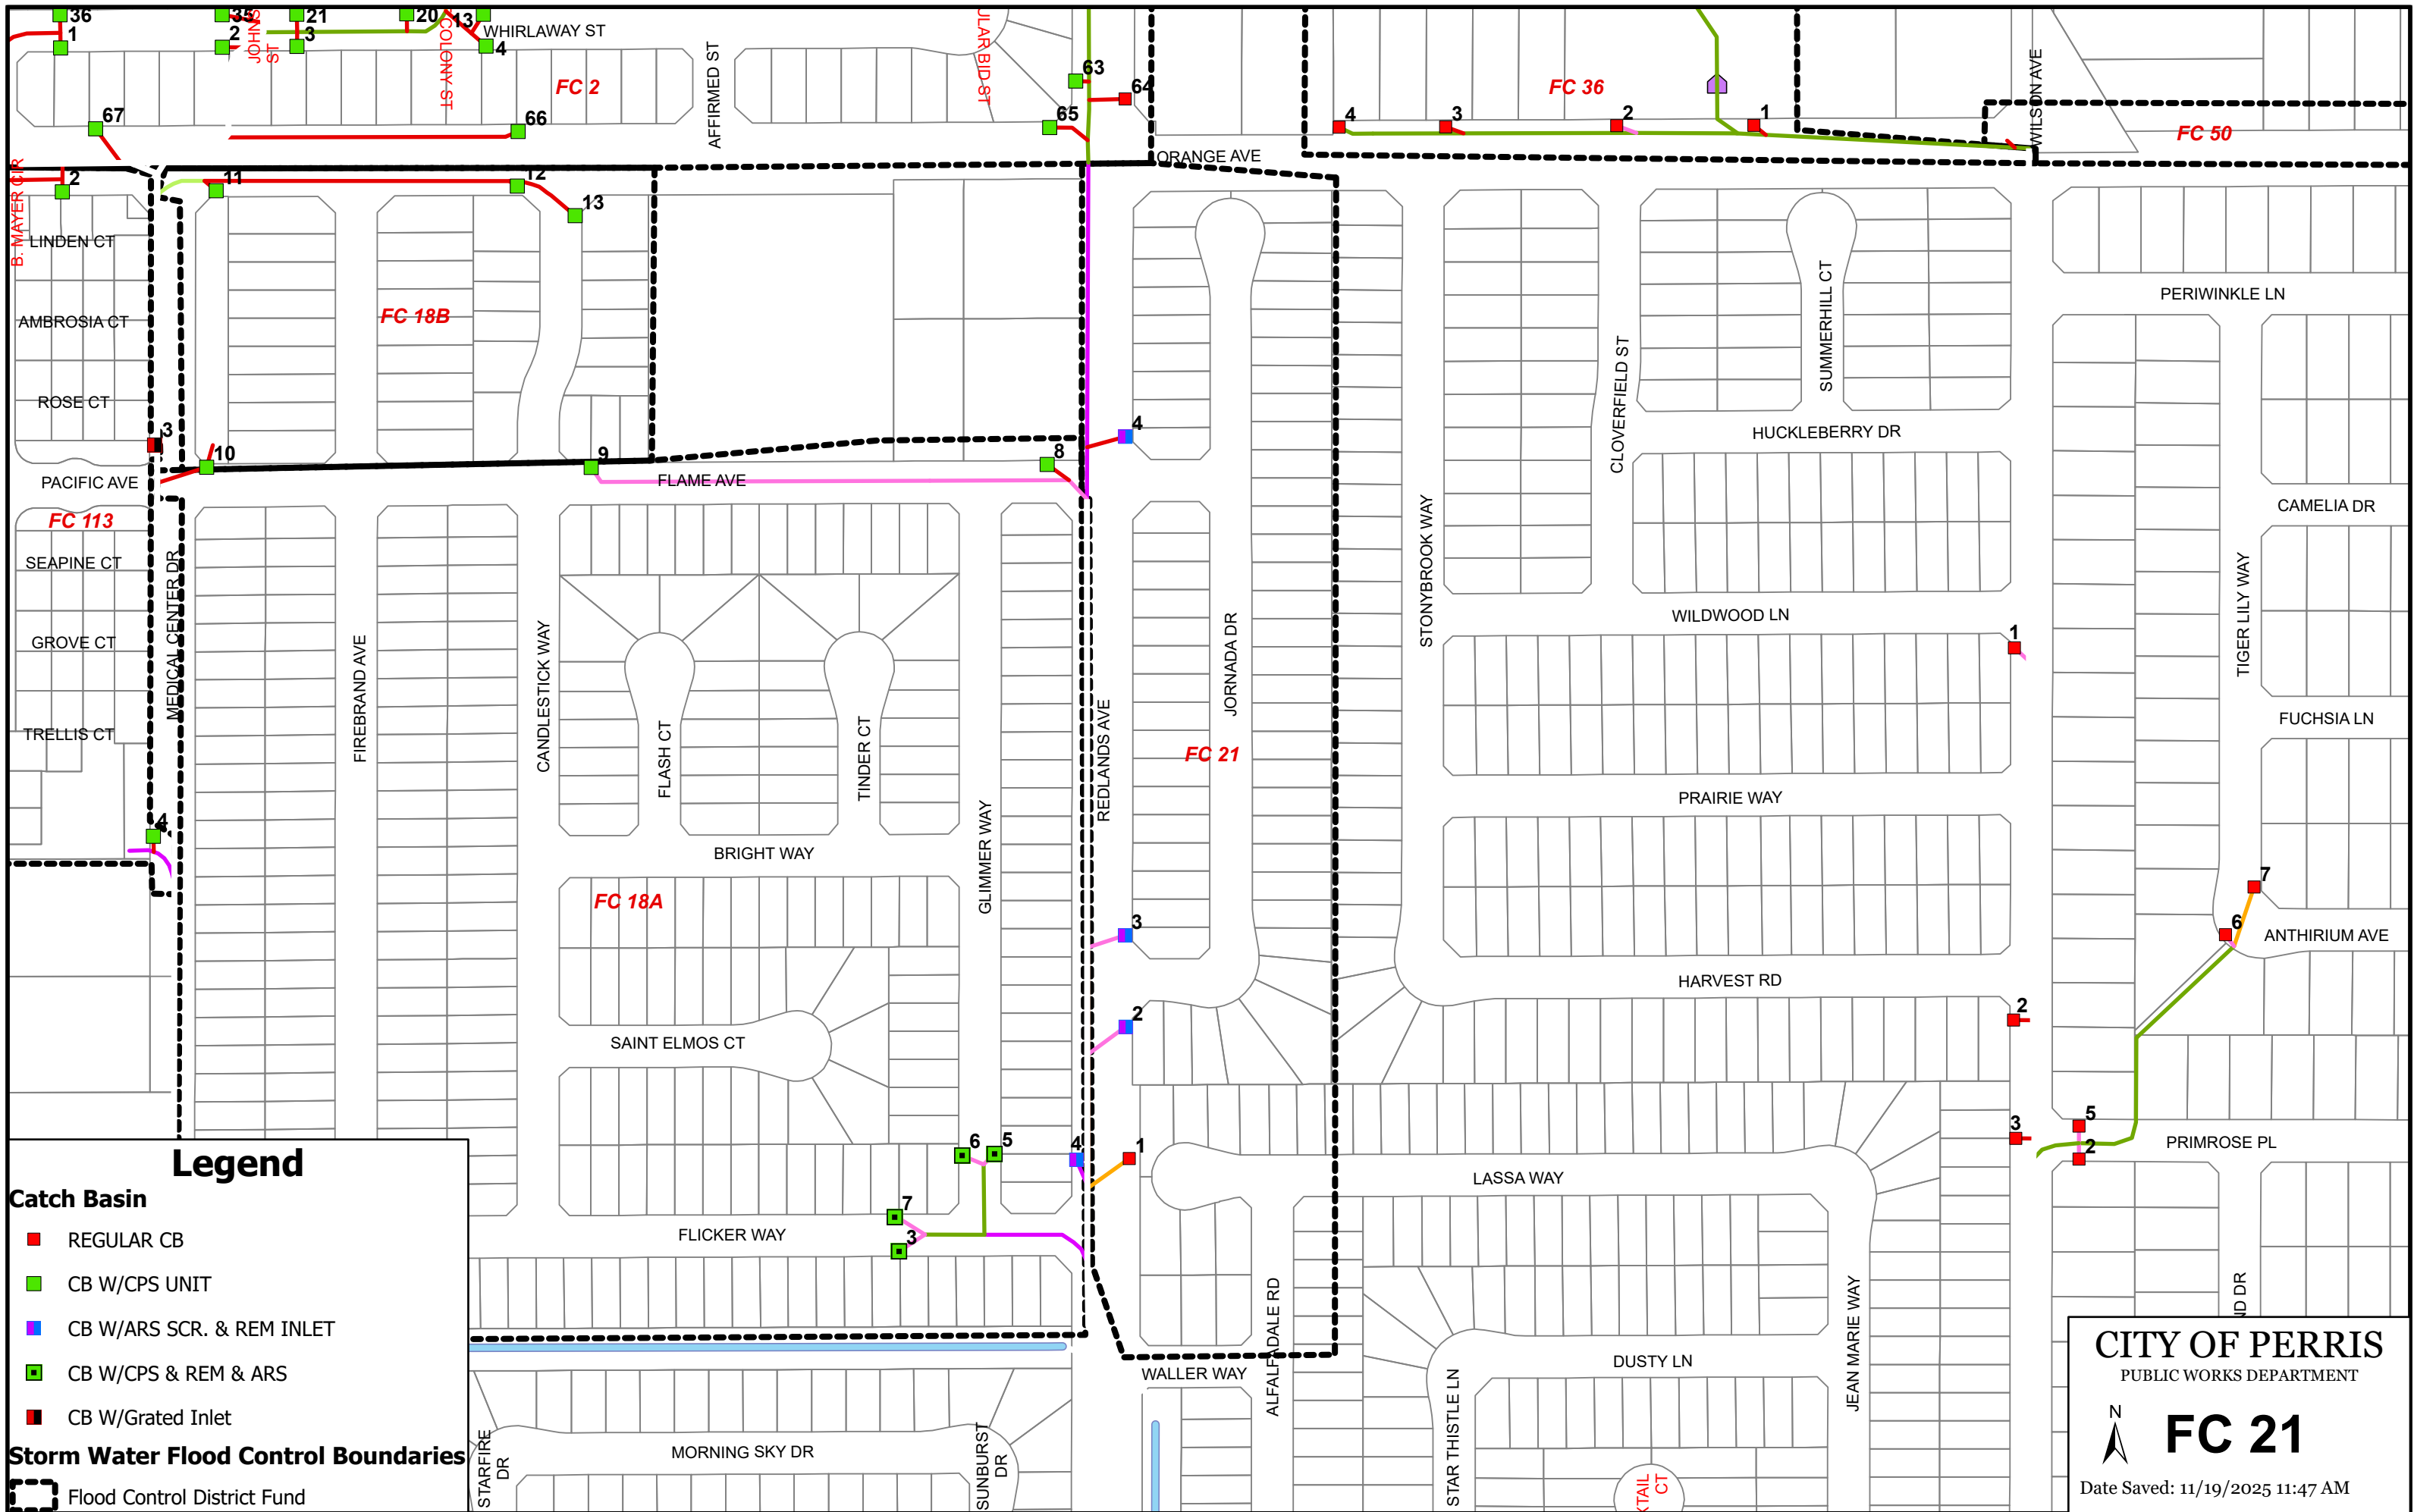 36
35
21
20
13
1
2
3
4
WHIRLAWAY ST
JOHNS ST
COLONY ST
FC 2
AFFIRMED ST
63
64
65
66
67
FC 36
4
3
2
1
WILSON AVE
FC 50
ORANGE AVE
B. MAYER CIR
2
11
12
13
LINDEN CT
AMBROSIA CT
ROSE CT
FC 18B
PERIWINKLE LN
SUMMERHILL CT
CLOVERFIELD ST
HUCKLEBERRY DR
3
10
9
8
4
PACIFIC AVE
FLAME AVE
STONYBROOK WAY
CAMELIA DR
FC 113
SEAPINE CT
GROVE CT
TRELLIS CT
MEDICAL CENTER DR
FIREBRAND AVE
CANDLESTICK WAY
FLASH CT
TINDER CT
GLIMMER WAY
REDLANDS AVE
JORNADA DR
FC 21
WILDWOOD LN
1
TIGER LILY WAY
FUCHSIA LN
PRAIRIE WAY
4
BRIGHT WAY
FC 18A
3
7
6
ANTHIRIUM AVE
HARVEST RD
2
2
SAINT ELMOS CT
6
5
4
1
3
5
2
PRIMROSE PL
LASSA WAY
7
3
FLICKER WAY
ALFALFADALE RD
JEAN MARIE WAY
ND DR
WALLER WAY
DUSTY LN
STAR THISTLE LN
MORNING SKY DR
STARFIRE DR
SUNBURST DR
CT
Legend
Catch Basin
REGULAR CB
CB W/CPS UNIT
CB W/ARS SCR. & REM INLET
CB W/CPS & REM & ARS
CB W/Grated Inlet
Storm Water Flood Control Boundaries
Flood Control District Fund
CITY OF PERRIS
PUBLIC WORKS DEPARTMENT
N
FC 21
Date Saved: 11/19/2025 11:47 AM